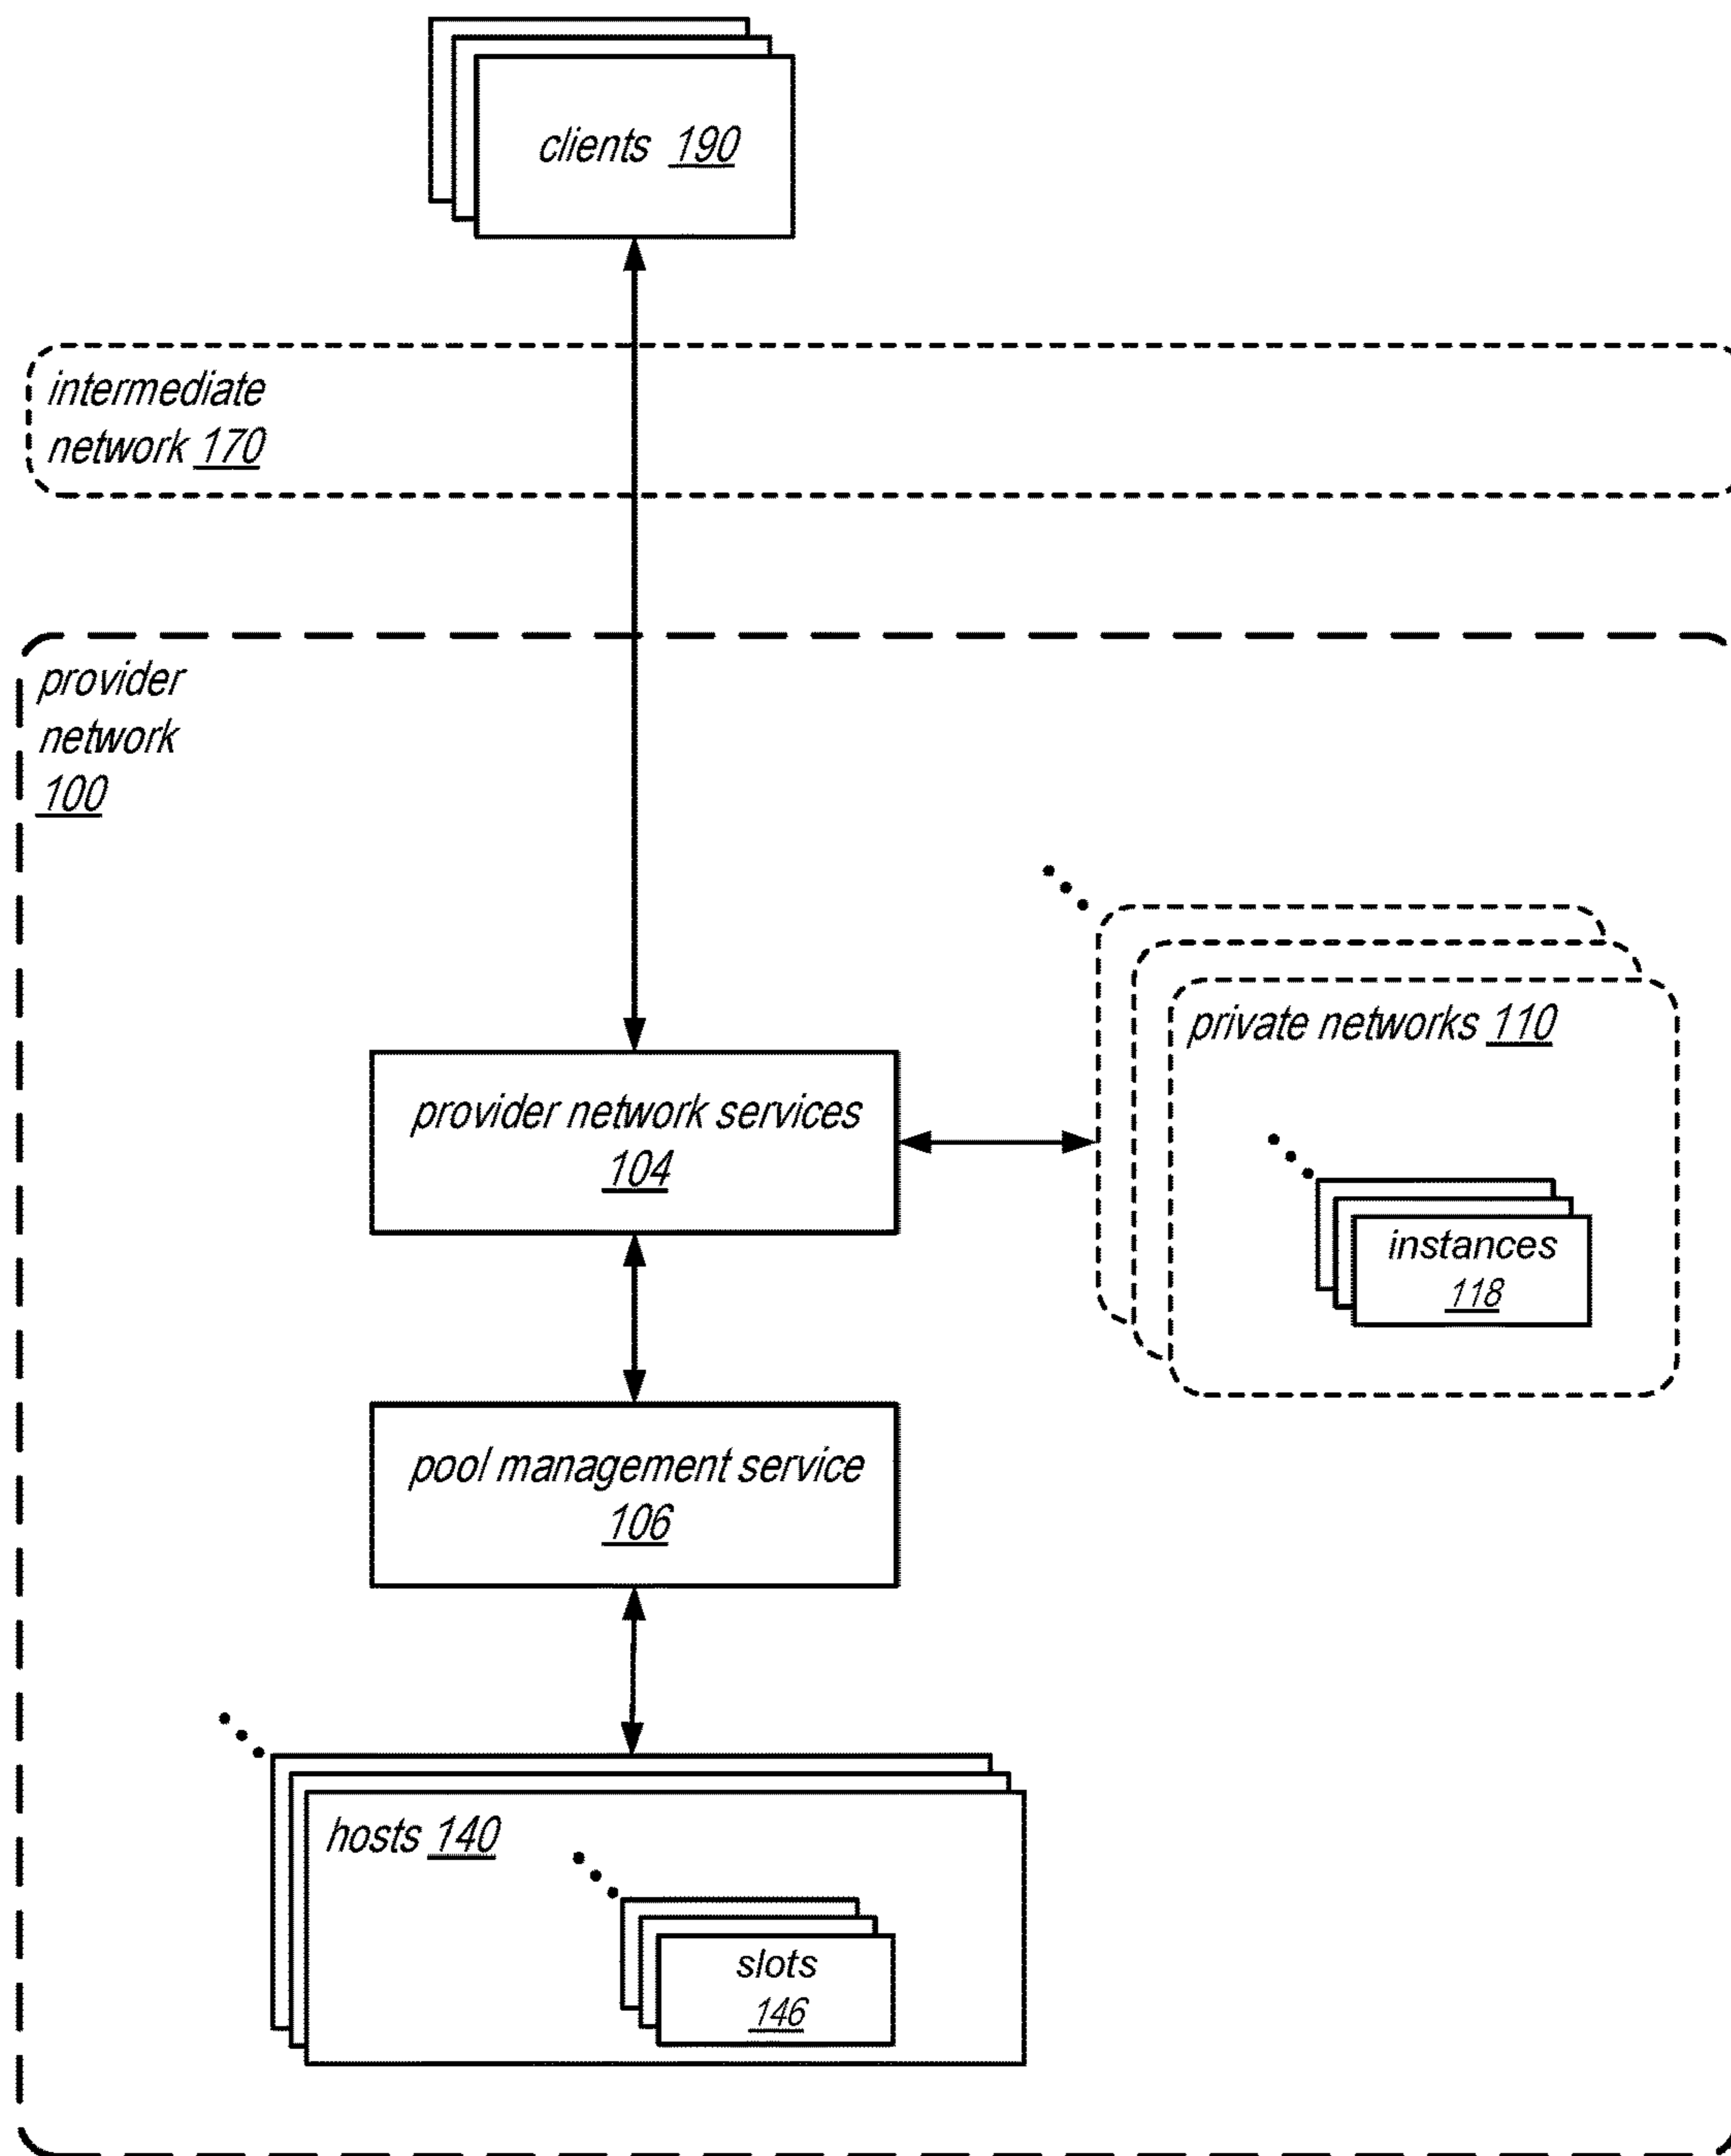 clients 190
intermediate
network 170
provider
network
100
private networks 110
provider network services
104
instances
118
pool management service
106
hosts 140
slots
146